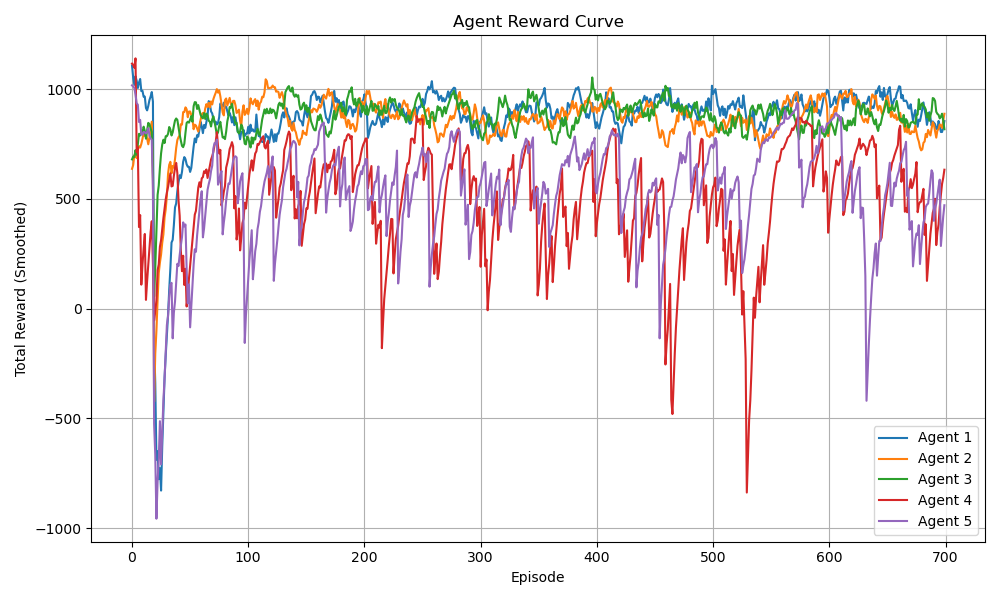 Agent Reward Curve
Total Reward (Smoothed)
1000
500
0
−500
−1000
0 100 200 300 400 500 600 700
Episode
Agent 1
Agent 2
Agent 3
Agent 4
Agent 5